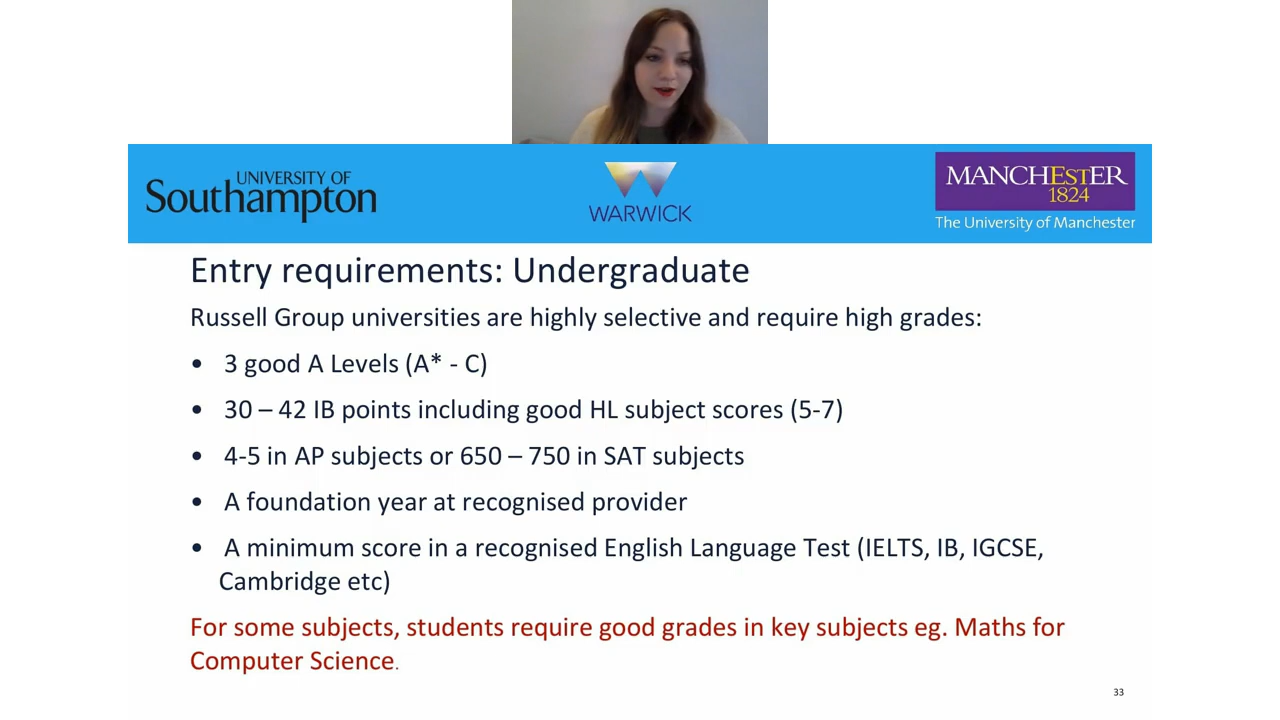 UNIVERSITY OF
Southampton
WARWICK
MANCHESTER
1824
The University of Manchester
Entry requirements: Undergraduate
Russell Group universities are highly selective and require high grades:
• 3 good A Levels (A* - C)
• 30 – 42 IB points including good HL subject scores (5-7)
• 4-5 in AP subjects or 650 – 750 in SAT subjects
• A foundation year at recognised provider
• A minimum score in a recognised English Language Test (IELTS, IB, IGCSE,
Cambridge etc)
For some subjects, students require good grades in key subjects eg. Maths for
Computer Science.
33